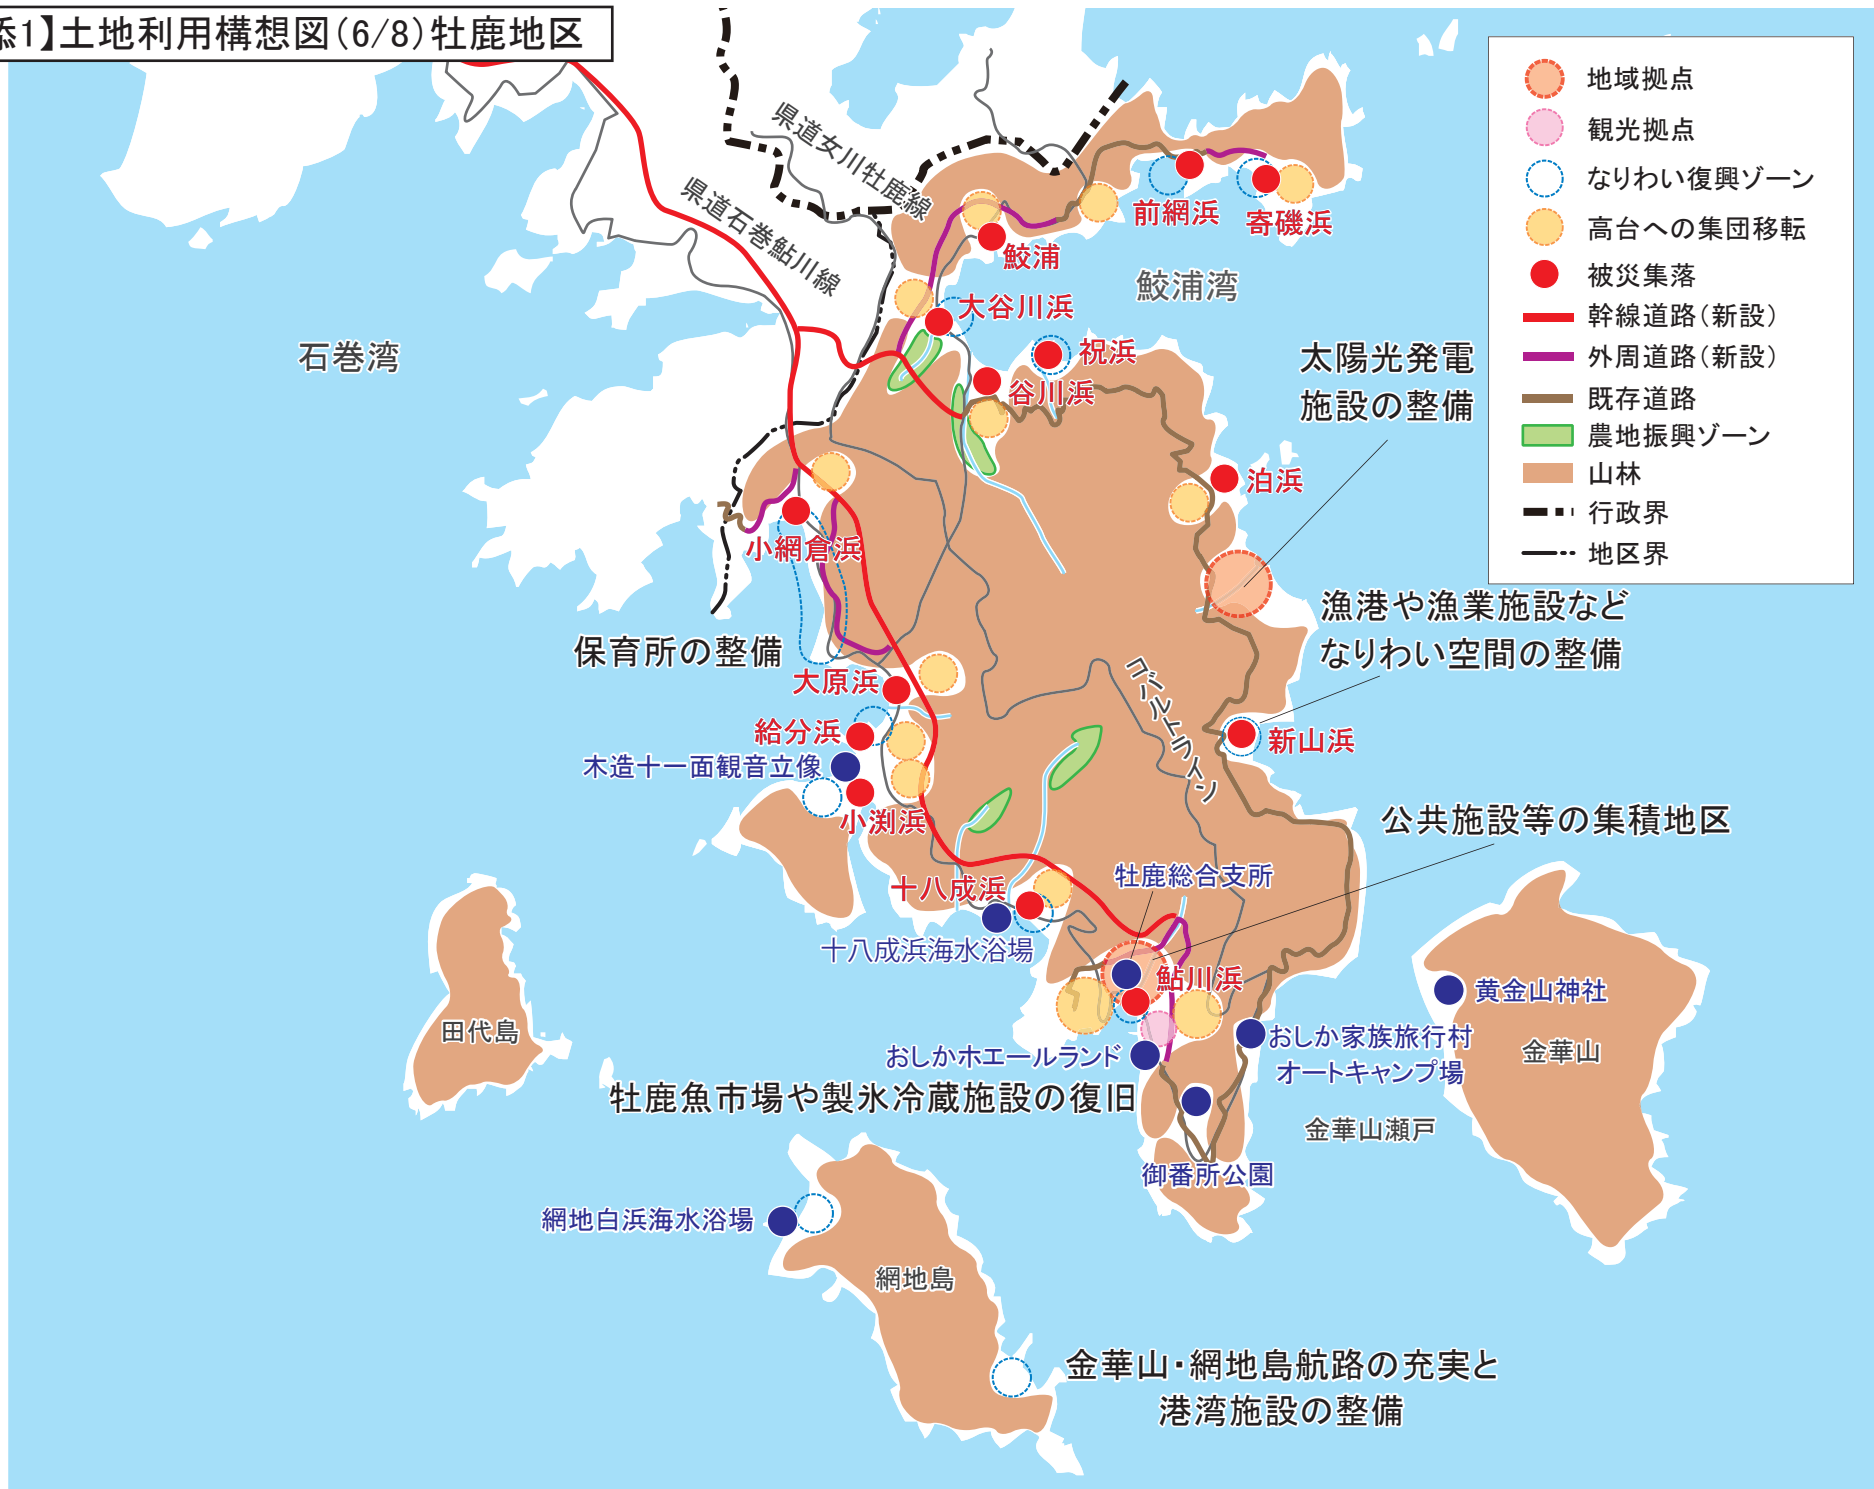 添1】土地利用構想図(6/8)牡鹿地区
地域拠点
観光拠点
なりわい復興ゾーン
高台への集団移転
被災集落
幹線道路(新設)
外周道路(新設)
既存道路
農地振興ゾーン
山林
行政界
地区界
県道女川牡鹿線
県道石巻鮎川線
前網浜
寄磯浜
鮫浦
鮫浦湾
大谷川浜
祝浜
谷川浜
石巻湾
太陽光発電
施設の整備
泊浜
小網倉浜
漁港や漁業施設など
なりわい空間の整備
保育所の整備
大原浜
コバルトライン
給分浜
新山浜
木造十一面観音立像
小渕浜
公共施設等の集積地区
牡鹿総合支所
十八成浜
十八成浜海水浴場
鮎川浜
黄金山神社
田代島
おしか家族旅行村
オートキャンプ場
金華山
おしかホエールランド
牡鹿魚市場や製氷冷蔵施設の復旧
金華山瀬戸
御番所公園
網地白浜海水浴場
網地島
金華山・網地島航路の充実と
港湾施設の整備